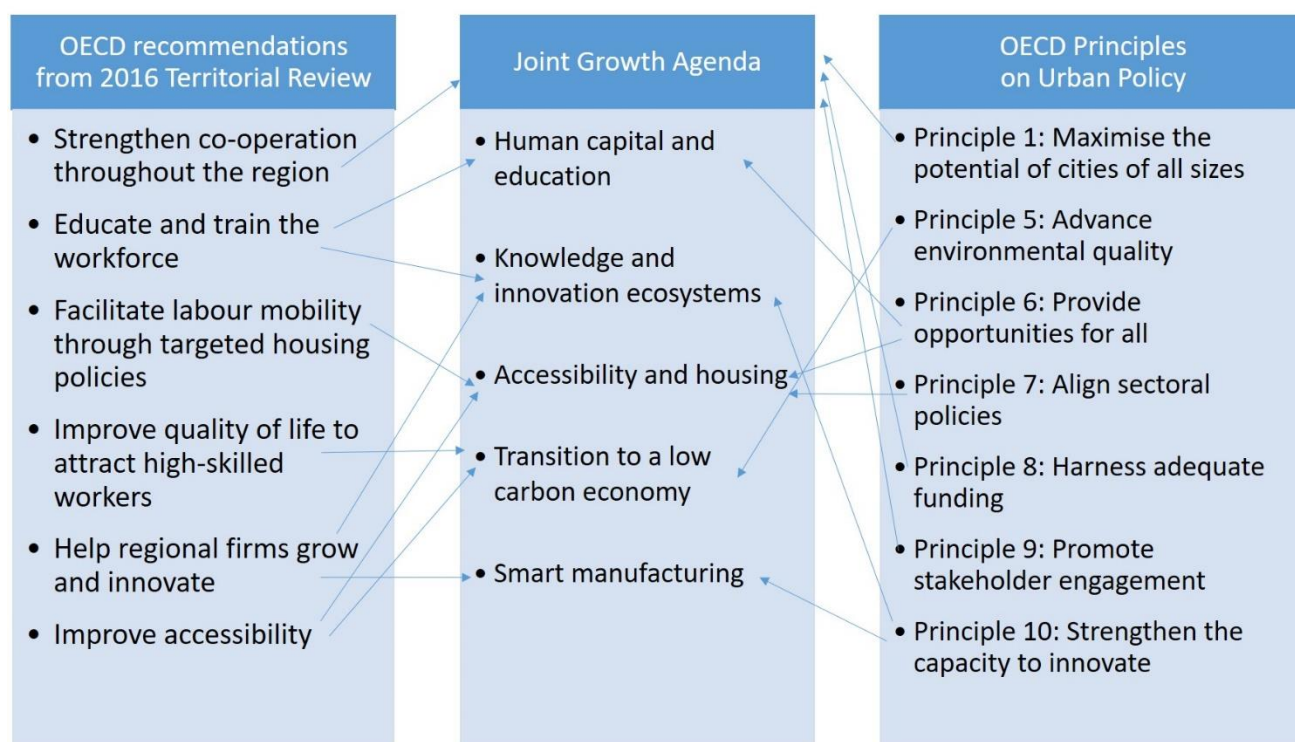 OECD recommendations
from 2016 Territorial Review
• Strengthen co-operation
throughout the region
• Educate and train the
workforce
• Facilitate labour mobility
through targeted housing
policies
• Improve quality of life to
attract high-skilled
workers
• Help regional firms grow
and innovate
• Improve accessibility
Joint Growth Agenda
• Human capital and
education
• Knowledge and
innovation ecosystems
• Accessibility and housing
• Transition to a low
carbon economy
• Smart manufacturing
OECD Principles
on Urban Policy
• Principle 1: Maximise the
potential of cities of all sizes
• Principle 5: Advance
environmental quality
• Principle 6: Provide
opportunities for all
• Principle 7: Align sectoral
policies
• Principle 8: Harness adequate
funding
• Principle 9: Promote
stakeholder engagement
• Principle 10: Strengthen the
capacity to innovate